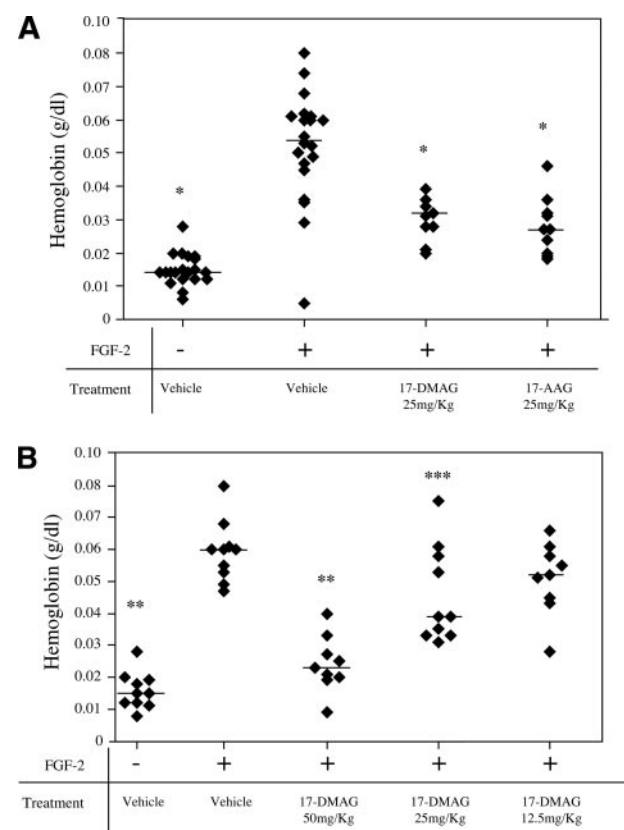 A
0.10
0.09
0.08
0.07
0.06
0.05
0.04
0.03
0.02
0.01
0
Hemoglobin (g/dl)
*
*
*
FGF-2 - + + +
Treatment Vehicle Vehicle 17-DMAG 17-AAG
25mg/Kg 25mg/Kg
B
0.10
0.09
0.08
0.07
0.06
0.05
0.04
0.03
0.02
0.01
0
Hemoglobin (g/dl)
**
**
***
FGF-2 - + + + +
Treatment Vehicle Vehicle 17-DMAG 17-DMAG 17-DMAG
50mg/Kg 25mg/Kg 12.5mg/Kg